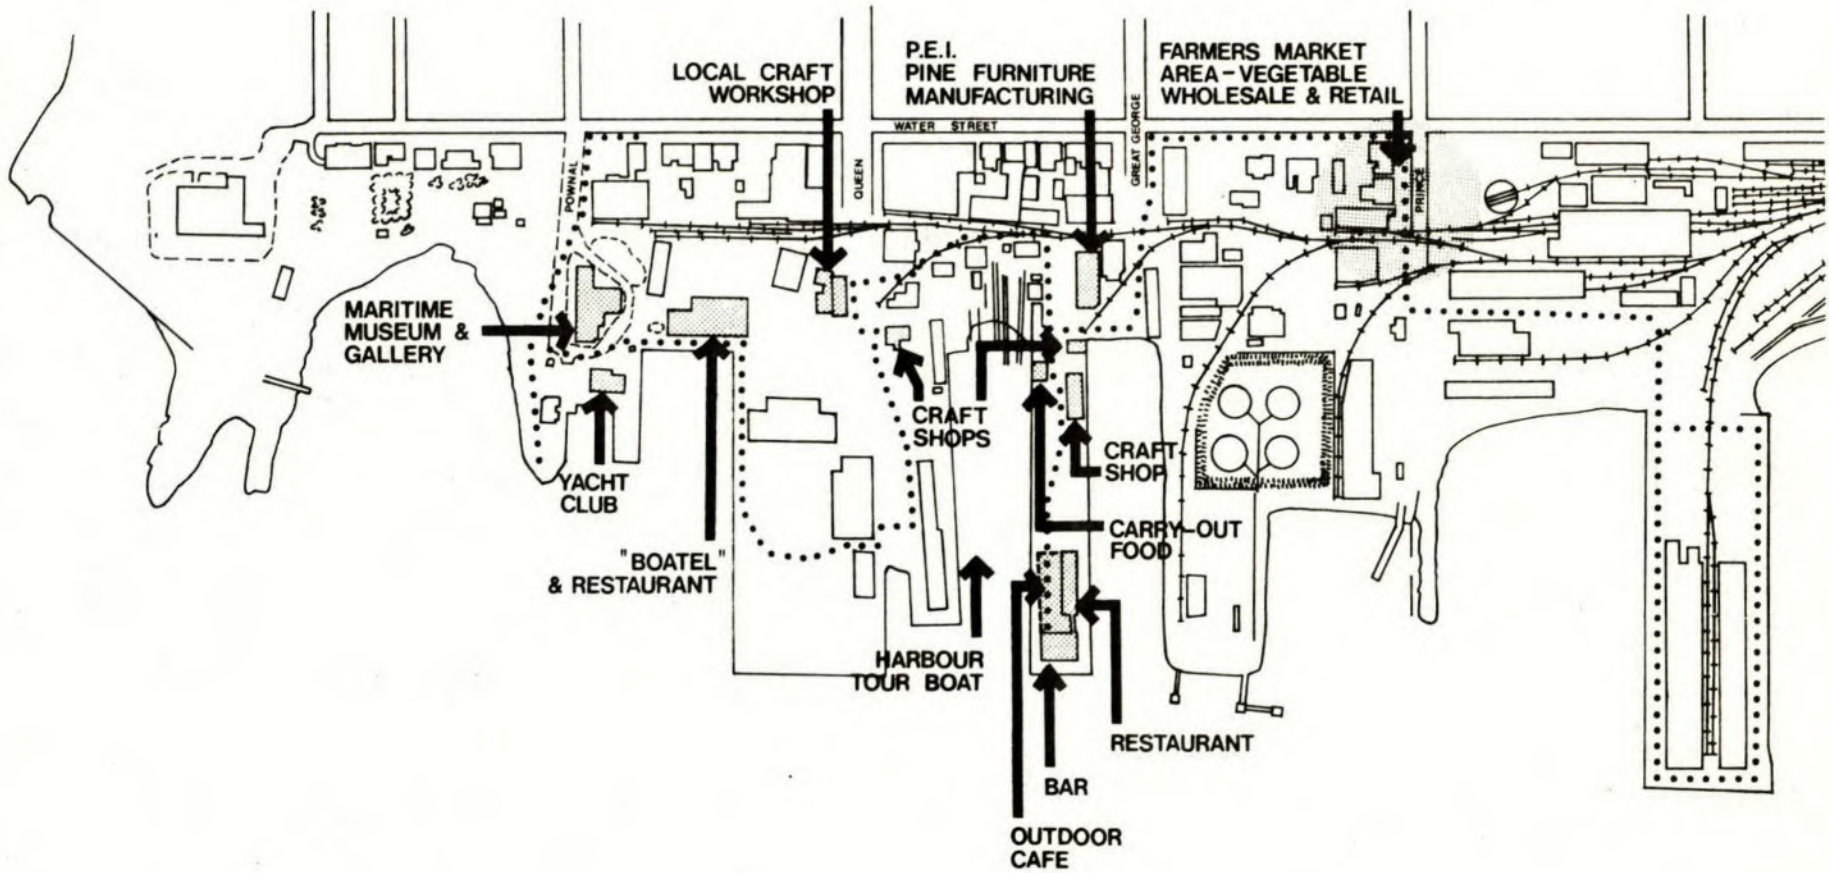 LOCAL CRAFT
WORKSHOP
P.E.I.
PINE FURNITURE
MANUFACTURING
FARMERS MARKET
AREA-VEGETABLE
WHOLESALE & RETAIL
WATER STREET
POWNAL
QUEEN
GREAT GEORGE
PRINCE
MARITIME
MUSEUM &
GALLERY
YACHT
CLUB
"BOATEL"
& RESTAURANT
CRAFT
SHOPS
CRAFT
SHOP
CARRY-OUT
FOOD
HARBOUR
TOUR BOAT
RESTAURANT
BAR
OUTDOOR
CAFE